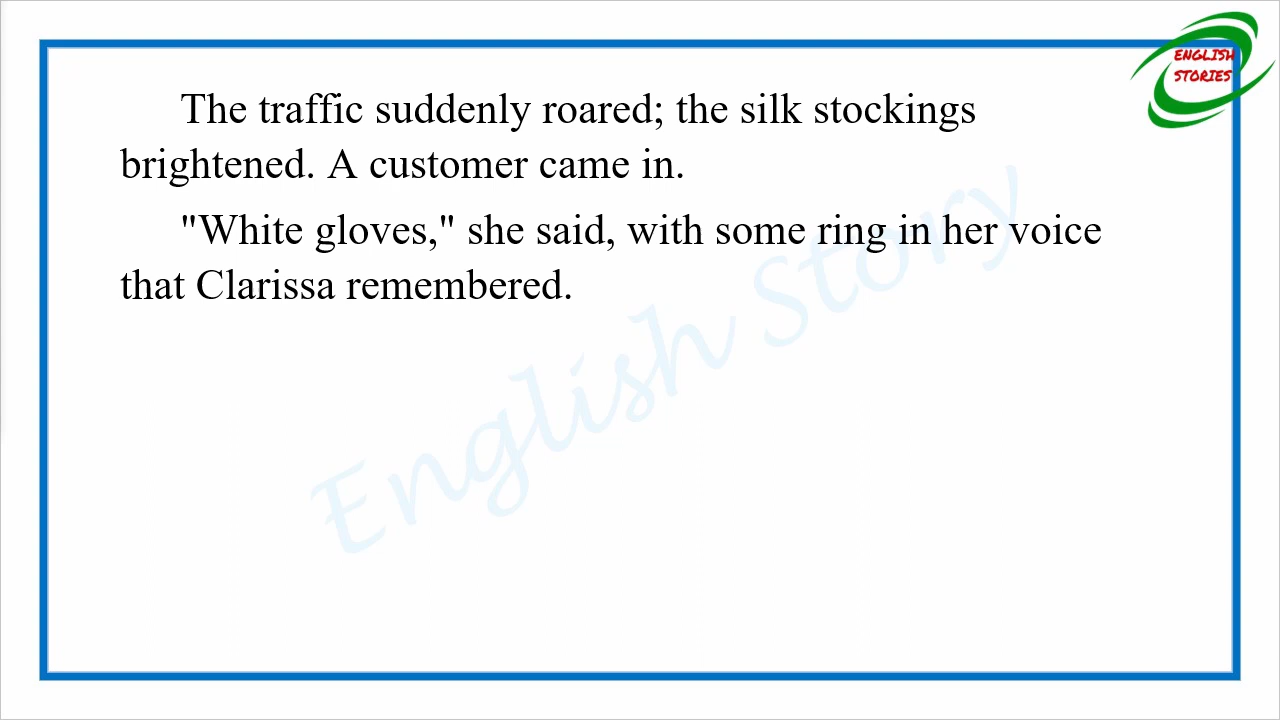 ENGLISH
STORIES
The traffic suddenly roared; the silk stockings
brightened. A customer came in.
"White gloves," she said, with some ring in her voice
that Clarissa remembered.
English Story